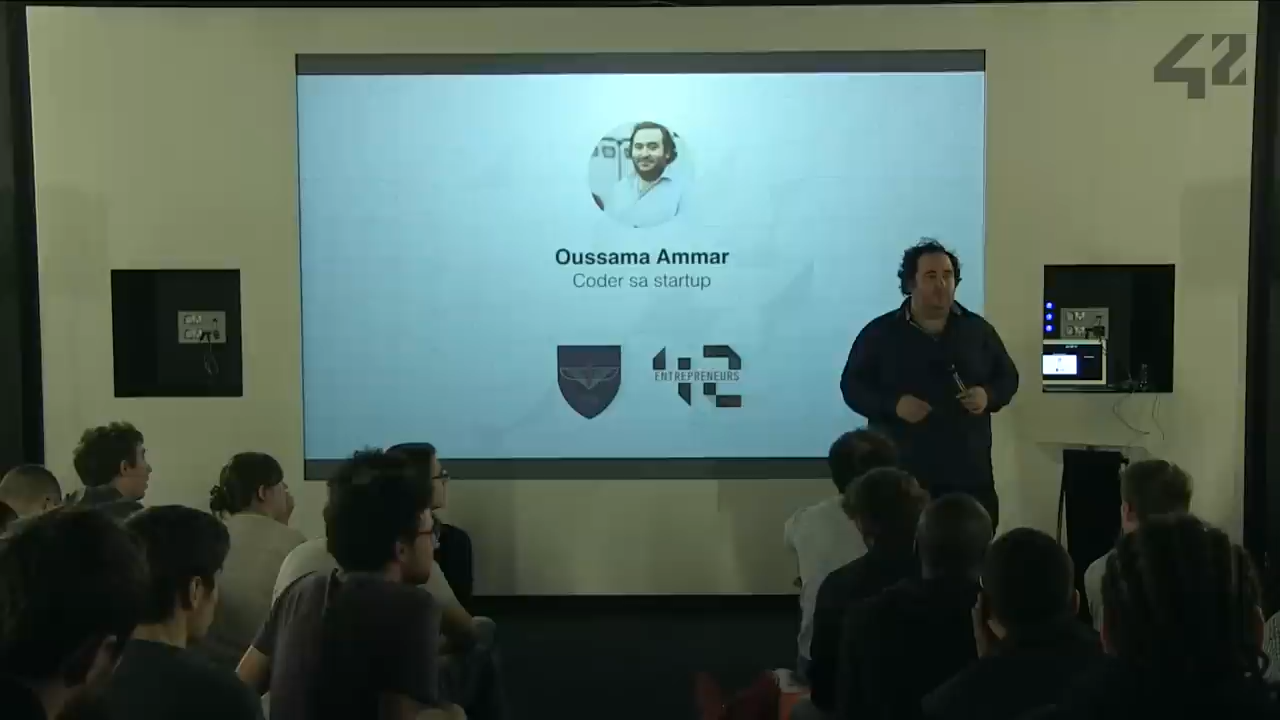 42
Oussama Ammar
Coder sa startup
42
ENTREPRENEURS